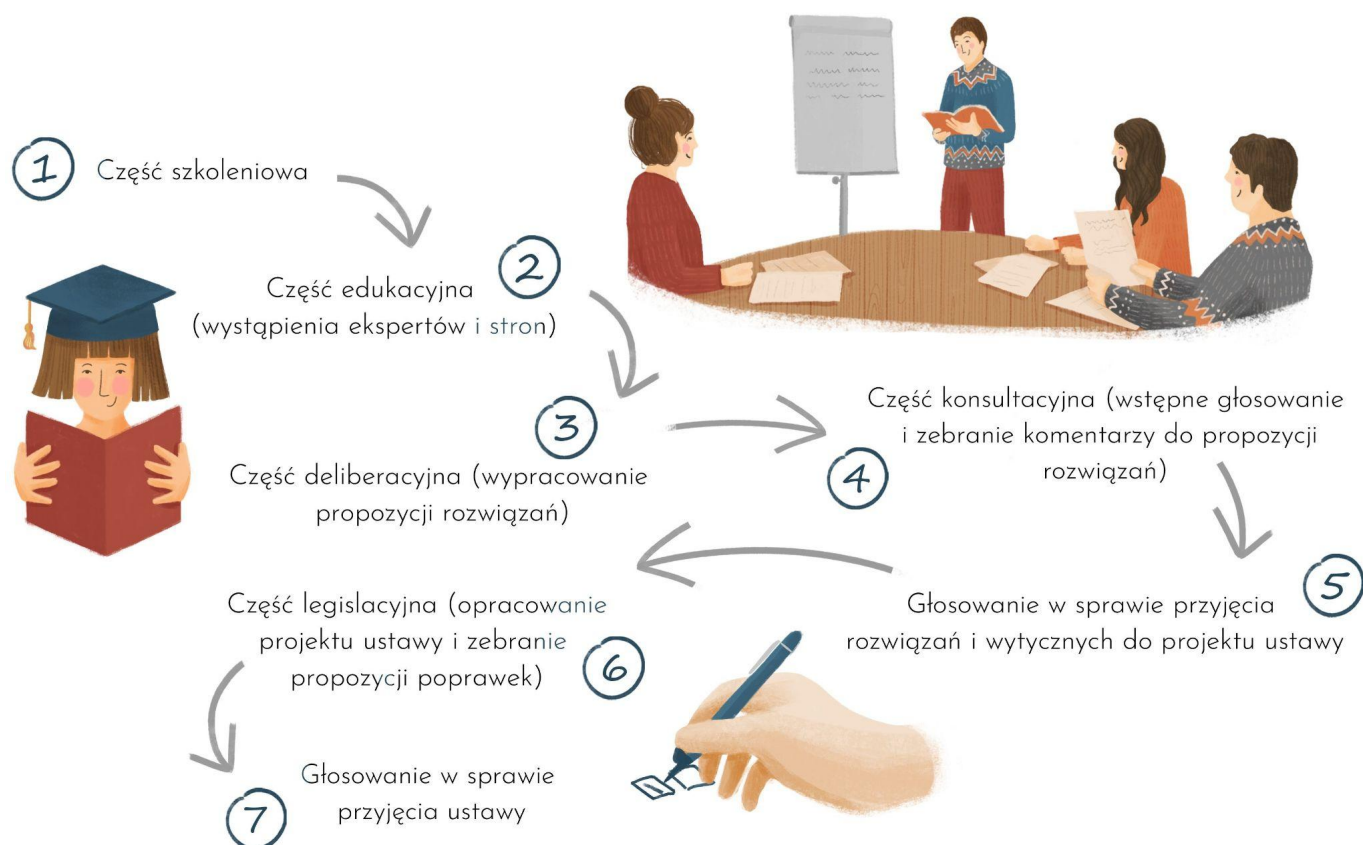 1
Część szkoleniowa
2
Część edukacyjna
(wystąpienia ekspertów i stron)
3
Część deliberacyjna (wypracowanie
propozycji rozwiązań)
4
Część konsultacyjna (wstępne głosowanie
i zebranie komentarzy do propozycji
rozwiązań)
5
Głosowanie w sprawie przyjęcia
rozwiązań i wytycznych do projektu ustawy
6
Część legislacyjna (opracowanie
projektu ustawy i zebranie
propozycji poprawek)
7
Głosowanie w sprawie
przyjęcia ustawy